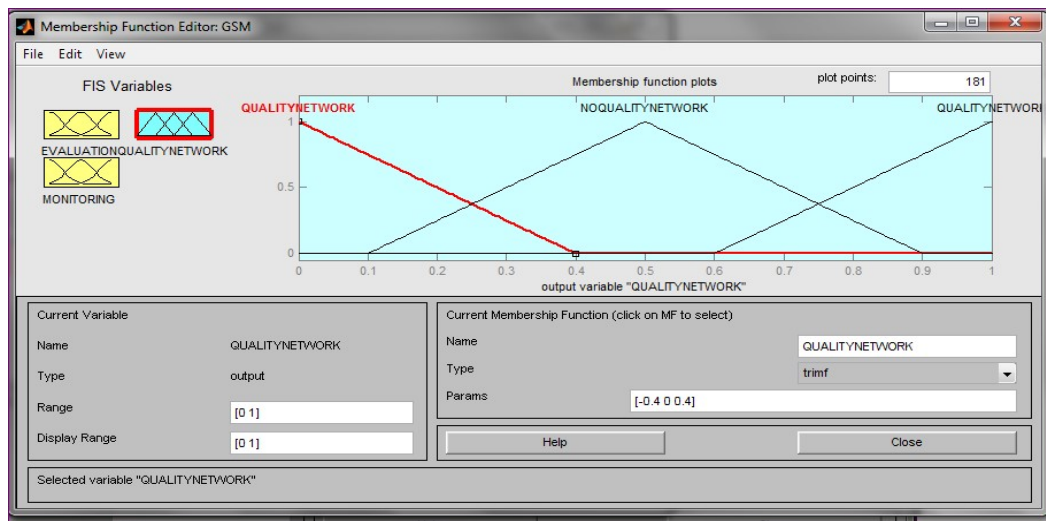 Membership Function Editor: GSM
File Edit View
FIS Variables
EVALUATIONQUALITYNETWORK
MONITORING
Membership function plots
plot points:
181
QUALITYNETWORK
NOQUALITYNETWORK
QUALITYNETWORK
1
0.5
0
0 0.1 0.2 0.3 0.4 0.5 0.6 0.7 0.8 0.9 1
output variable "QUALITYNETWORK"
Current Variable
Name QUALITYNETWORK
Type output
Range [0 1]
Display Range [0 1]
Current Membership Function (click on MF to select)
Name QUALITYNETWORK
Type trimf
Params [-0.4 0 0.4]
Help Close
Selected variable "QUALITYNETWORK"